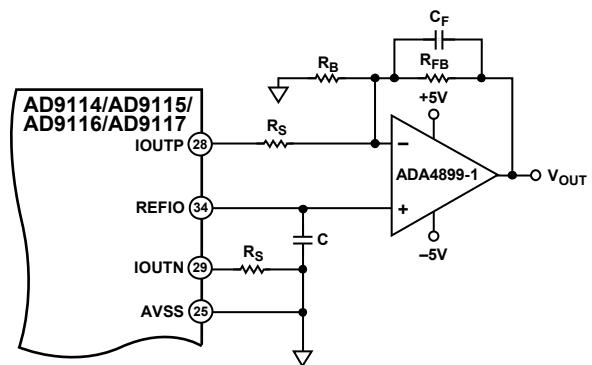 CF
RB
RFB
AD9114/AD9115/
AD9116/AD9117
+5V
RS
IOUTP 28
–
ADA4899-1
VOUT
REFIO 34
+
C
–5V
RS
IOUTN 29
AVSS 25